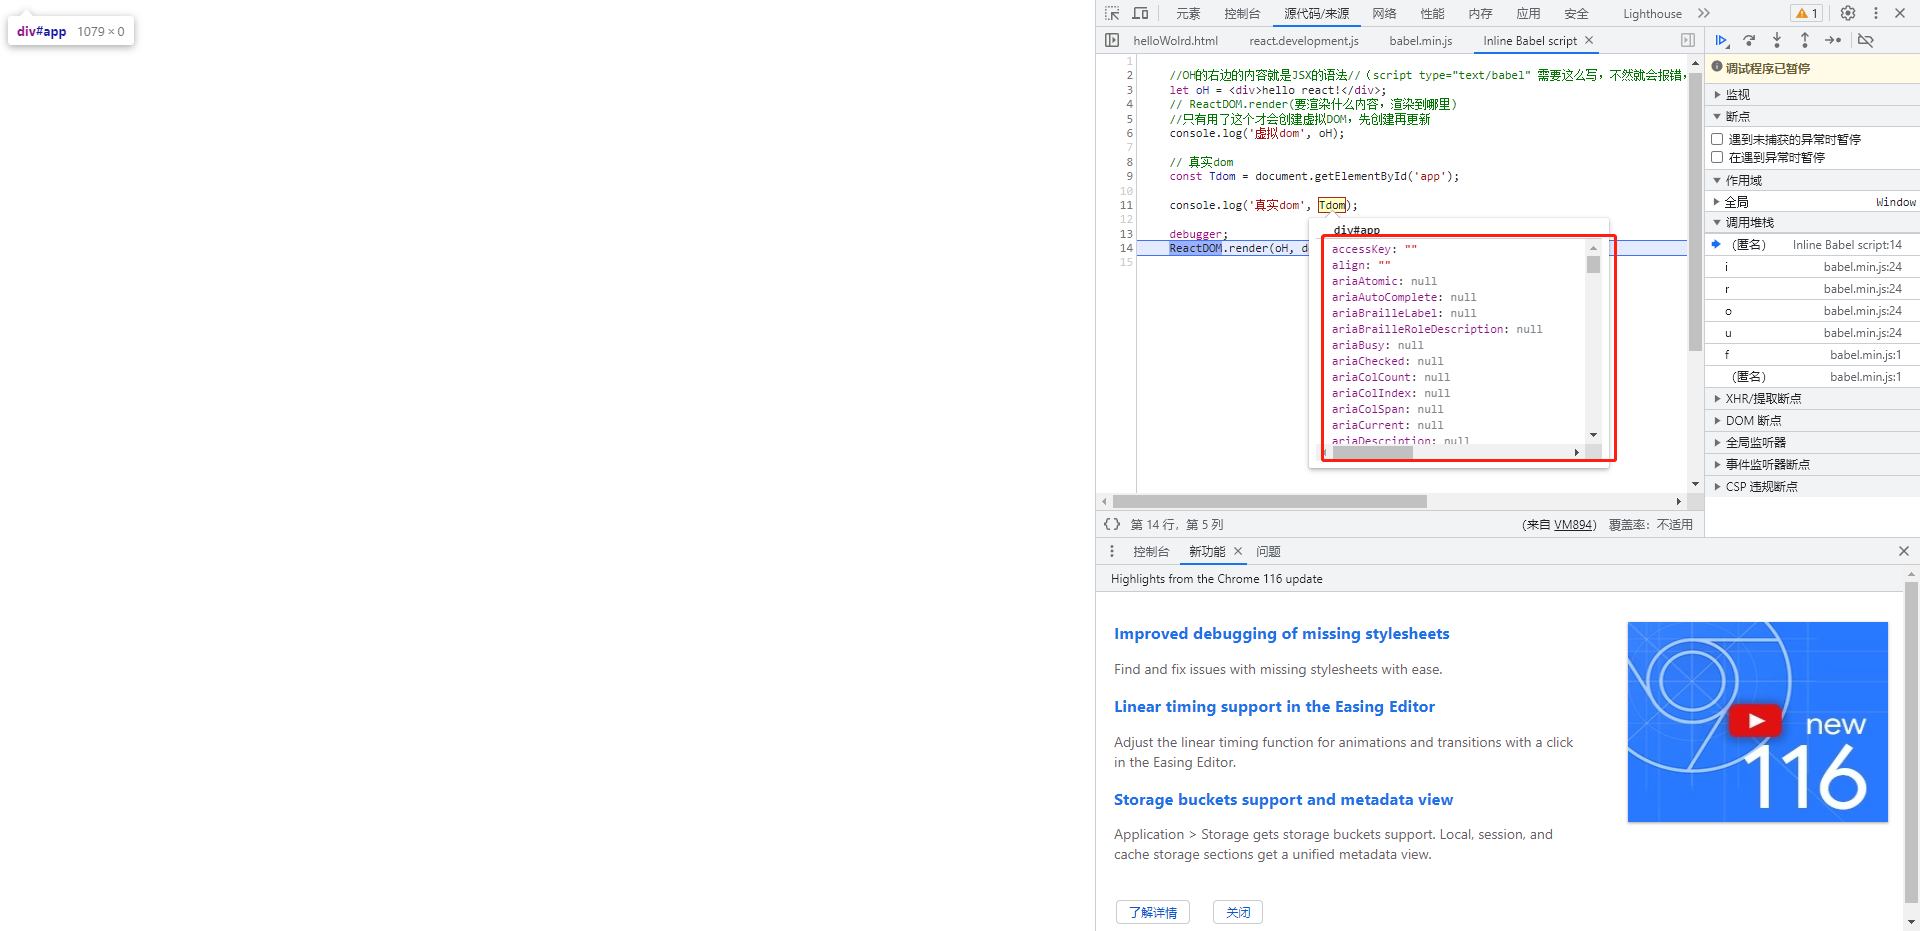 div#app 1079 × 0
元素 控制台 源代码/来源 网络 性能 内存 应用 安全 Lighthouse 1
helloWolrd.html react.development.js babel.min.js Inline Babel script
1
2 //OH的右边的内容就是JSX的语法// (script type="text/babel" 需要这么写，不然就会报错，
3 let oH = <div>hello react!</div>;
4 // ReactDOM.render(要渲染什么内容，渲染到哪里)
5 //只有用了这个才会创建虚拟DOM，先创建再更新
6 console.log('虚拟dom', oH);
7
8 // 真实dom
9 const Tdom = document.getElementById('app');
10
11 console.log('真实dom', Tdom);
12
13 debugger;
14 ReactDOM.render(oH, d
15
div#app
accessKey: ""
align: ""
ariaAtomic: null
ariaAutoComplete: null
ariaBrailleLabel: null
ariaBrailleRoleDescription: null
ariaBusy: null
ariaChecked: null
ariaColCount: null
ariaColIndex: null
ariaColSpan: null
ariaCurrent: null
ariaDescription: null
{} 第 14 行，第 5 列 (来自 VM894) 覆盖率：不适用
调试程序已暂停
监视
断点
遇到未捕获的异常时暂停
在遇到异常时暂停
作用域
全局 Window
调用堆栈
(匿名) Inline Babel script:14
i babel.min.js:24
r babel.min.js:24
o babel.min.js:24
u babel.min.js:24
f babel.min.js:1
(匿名) babel.min.js:1
XHR/提取断点
DOM 断点
全局监听器
事件监听器断点
CSP 违规断点
控制台 新功能 问题
Highlights from the Chrome 116 update
Improved debugging of missing stylesheets
Find and fix issues with missing stylesheets with ease.
Linear timing support in the Easing Editor
Adjust the linear timing function for animations and transitions with a click
in the Easing Editor.
Storage buckets support and metadata view
Application > Storage gets storage buckets support. Local, session, and
cache storage sections get a unified metadata view.
new
116
了解详情 关闭